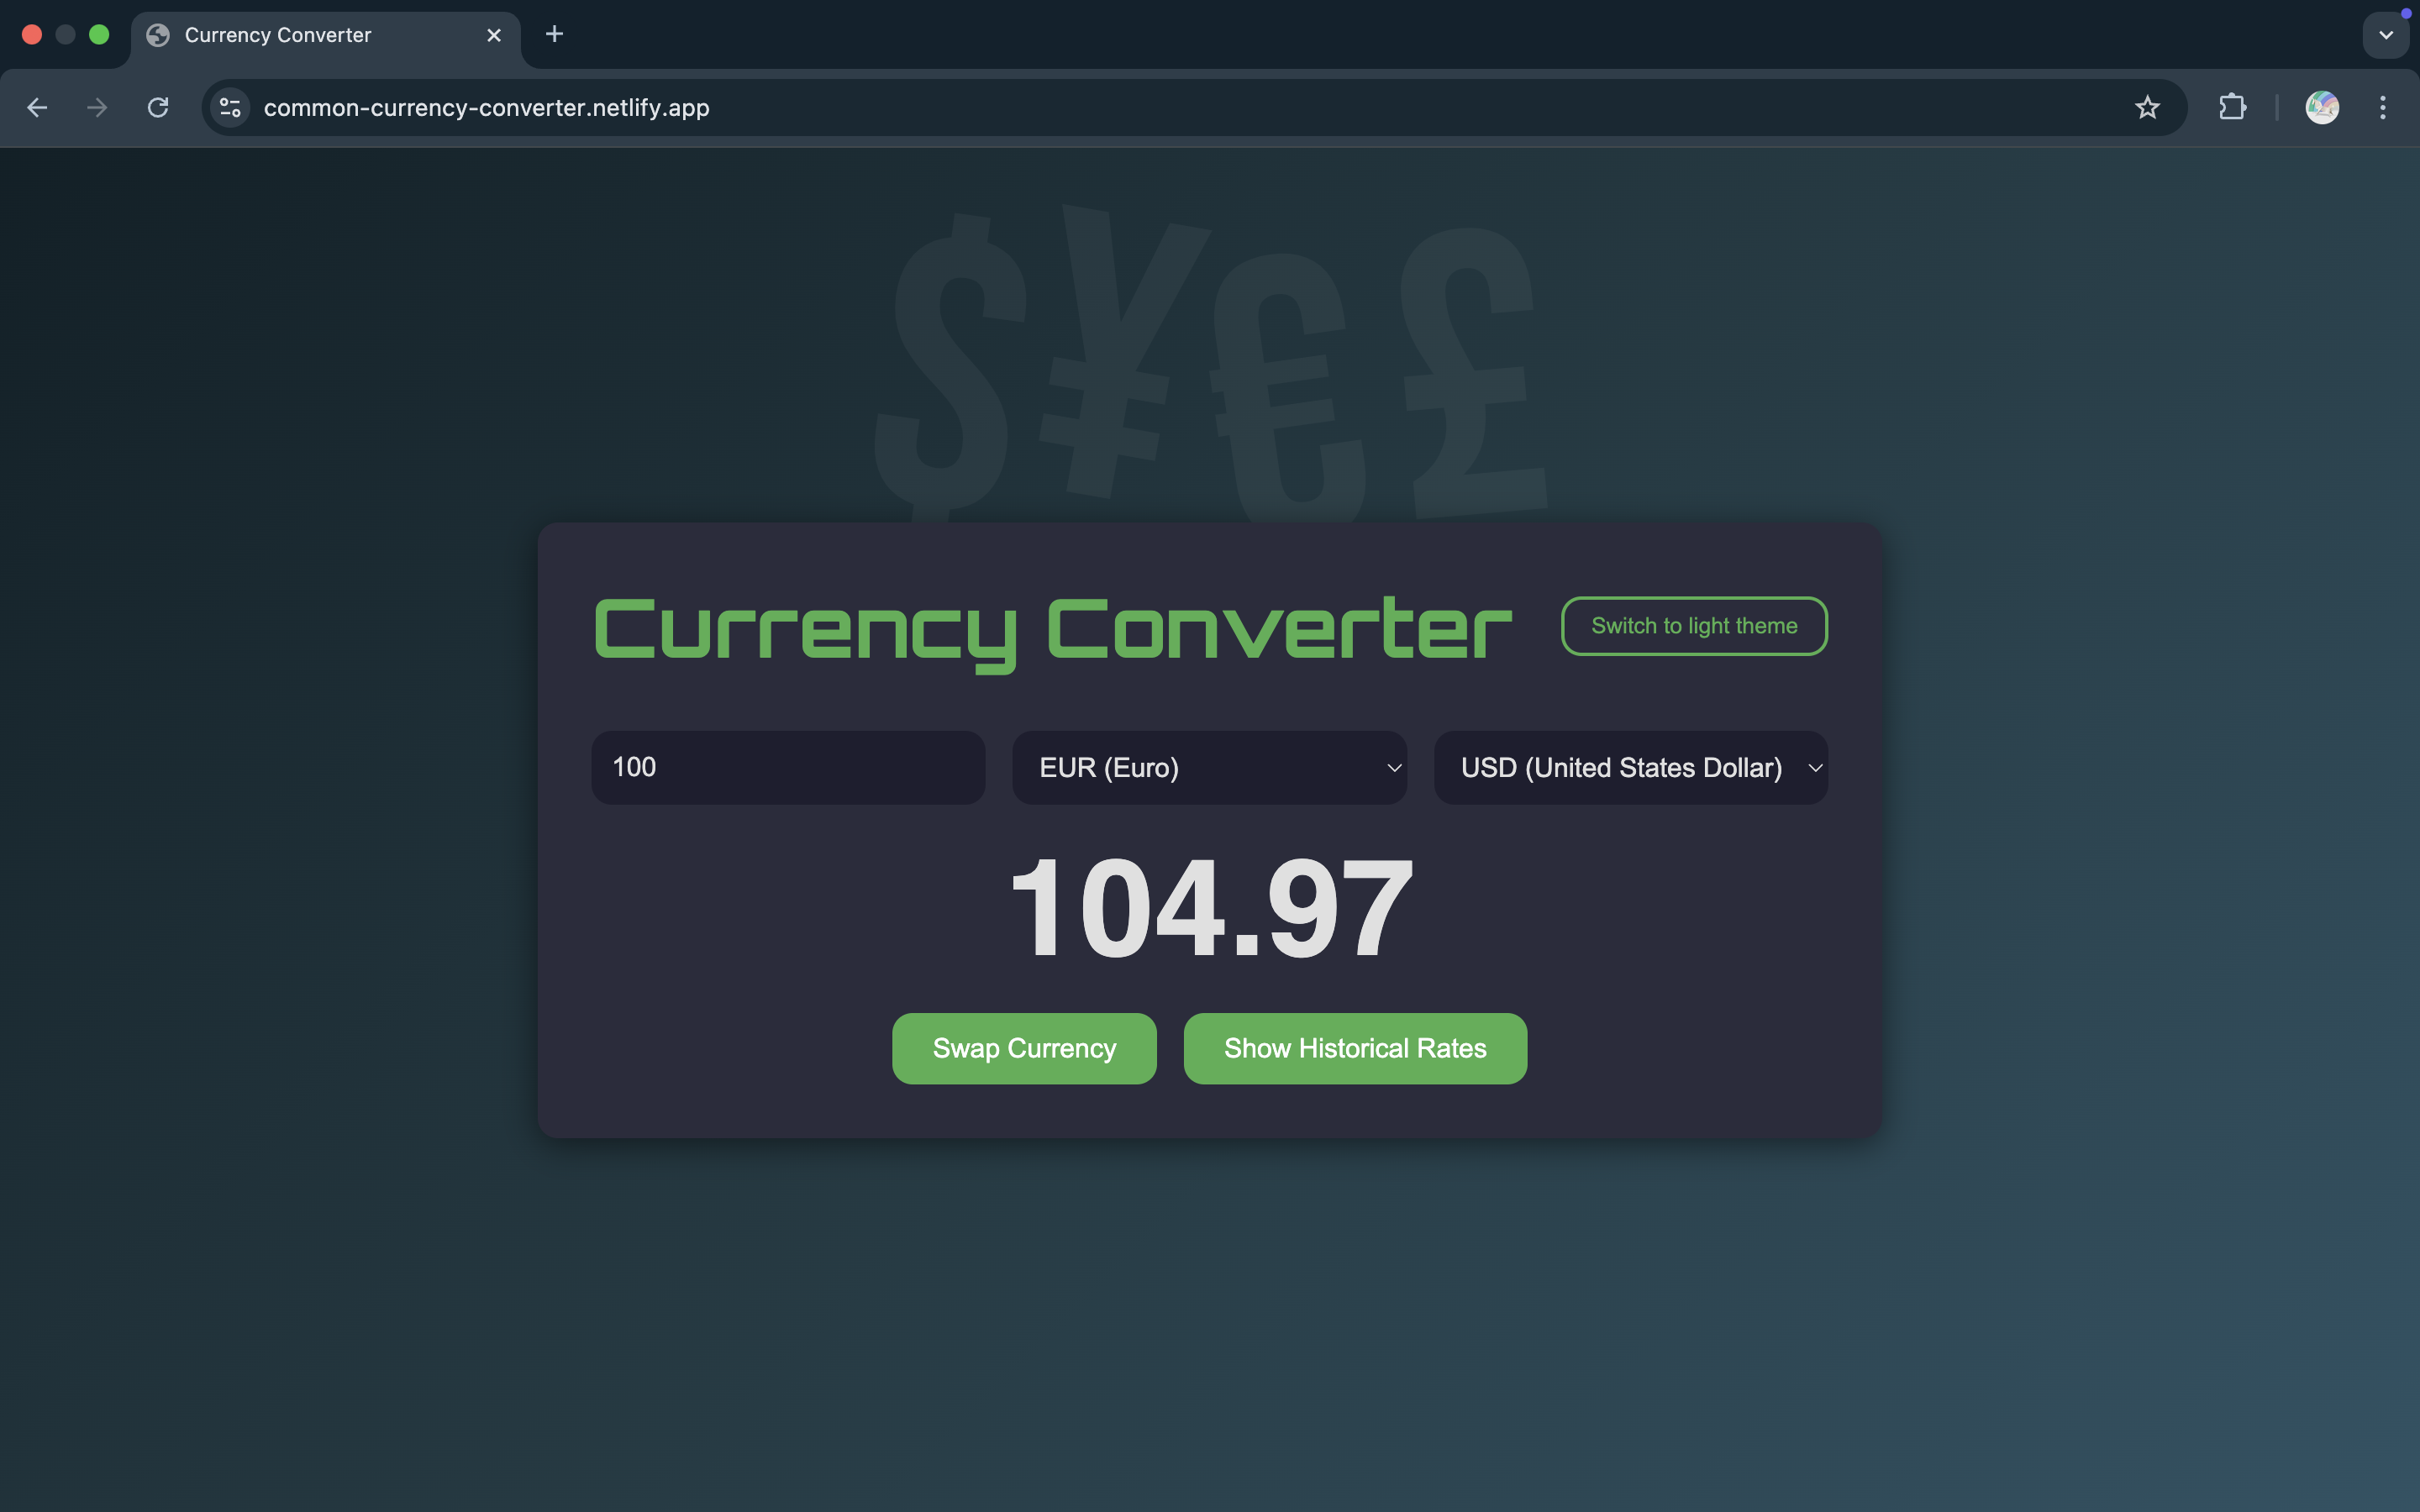 Currency Converter
common-currency-converter.netlify.app
$¥€£
Currency Converter
Switch to light theme
100
EUR (Euro)
USD (United States Dollar)
104.97
Swap Currency
Show Historical Rates